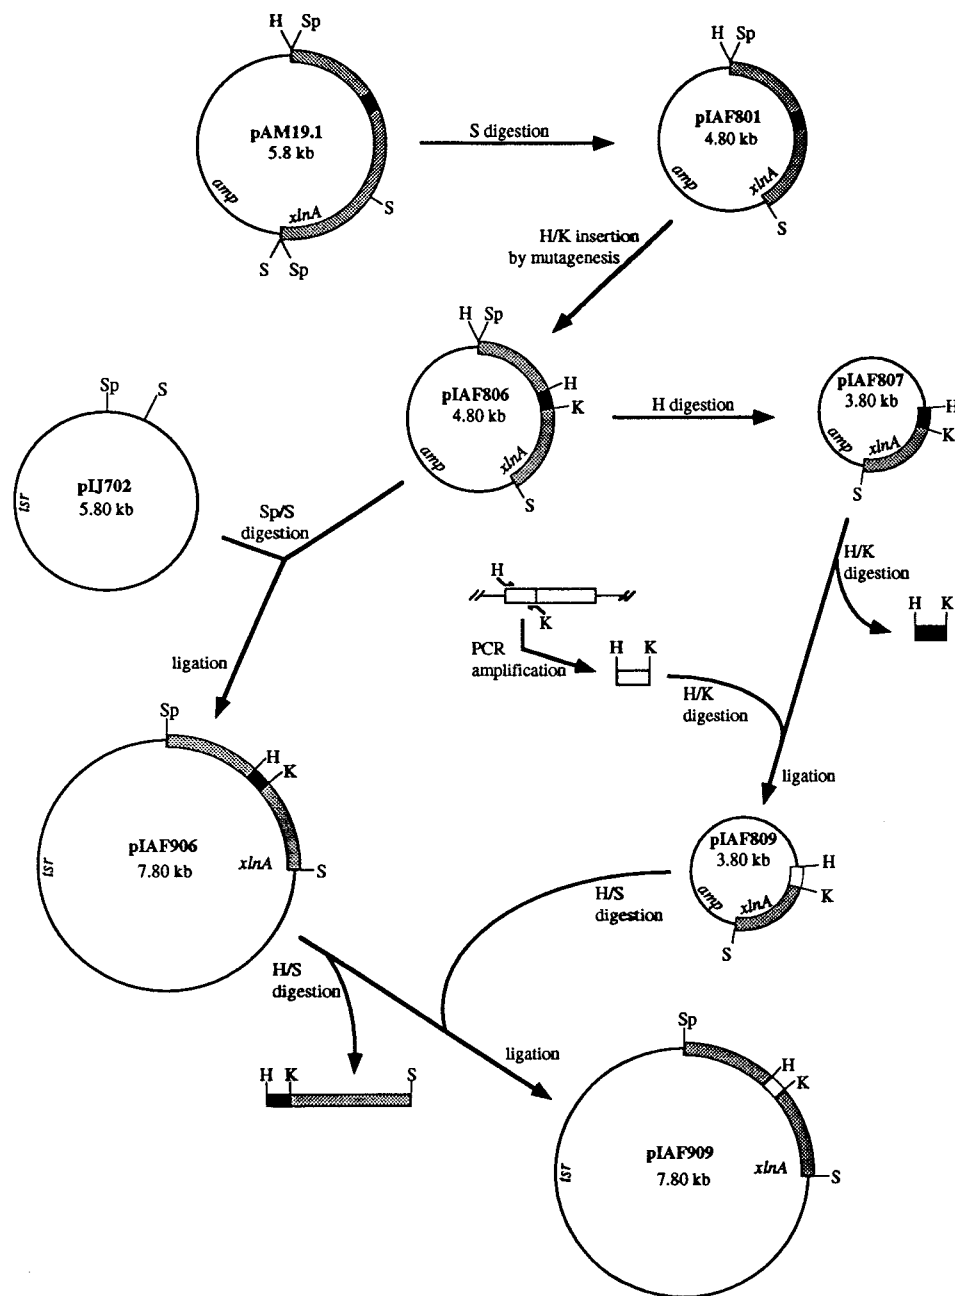 H Sp
pAM19.1
5.8 kb
amp
xlnA
S
S Sp
S digestion
H Sp
pIAF801
4.80 kb
amp
xlnA
S
H/K insertion
by mutagenesis
H Sp
pIAF806
4.80 kb
H
K
amp
xlnA
S
H digestion
pIAF807
3.80 kb
H
K
amp
xlnA
S
Sp
S
pIJ702
5.80 kb
tsr
Sp/S
digestion
ligation
H
K
PCR
amplification
H K
H/K
digestion
H/K
digestion
H K
ligation
Sp
H
K
pIAF906
7.80 kb
tsr
xlnA
S
pIAF809
3.80 kb
H
K
amp
xlnA
S
H/S
digestion
H/S
digestion
H K S
ligation
Sp
H
K
pIAF909
7.80 kb
tsr
xlnA
S